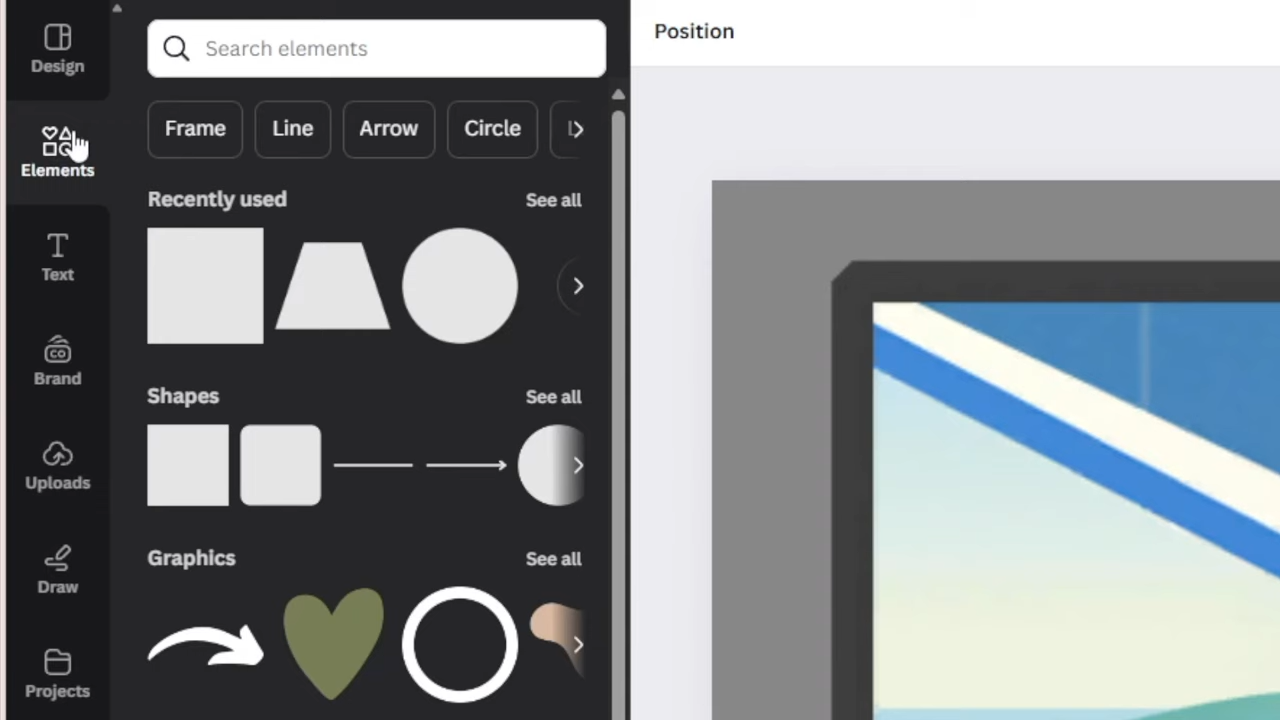 Design
Elements
Text
Brand
CO
Uploads
Draw
Projects
Search elements
Frame
Line
Arrow
Circle
Recently used
See all
Shapes
See all
Graphics
See all
Position